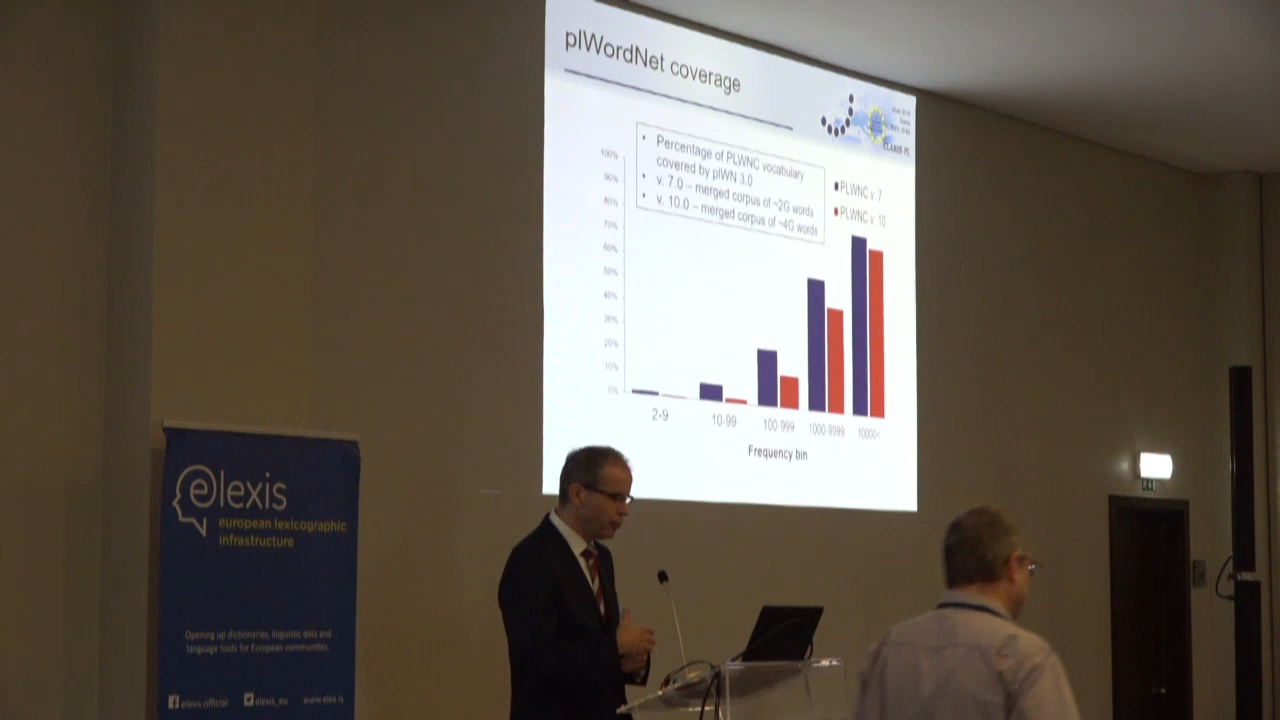 plWordNet coverage
CLARIN-PL
• Percentage of PLWNC vocabulary
covered by plWN 3.0
• v. 7.0 – merged corpus of ~2G words
• v. 10.0 – merged corpus of ~4G words
PLWNC v. 7
PLWNC v. 10
100%
90%
80%
70%
60%
50%
40%
30%
20%
10%
0%
2-9
10-99
100-999
1000-9999
10000<
Frequency bin
elexis
european lexicographic
infrastructure
Opening up dictionaries, linguistic data and
language tools for European communities.
elexis.official
elexis_eu
www.elex.is